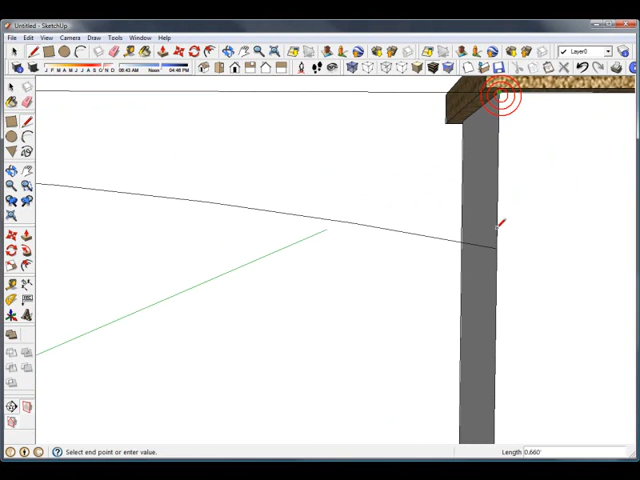 Untitled - SketchUp
File Edit View Camera Draw Tools Window Help
J F M A M J J A S O N D 06:43 AM Noon 04:48 PM Layer0
Select end point or enter value. Length 0.660'